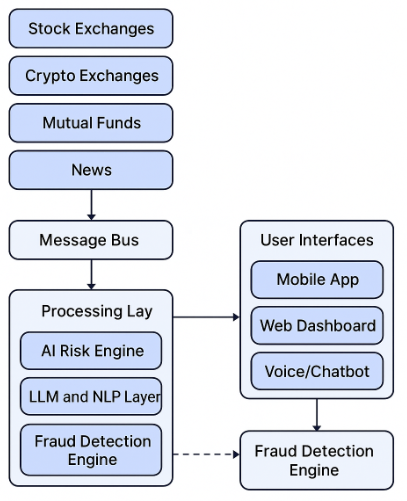 Stock Exchanges
Crypto Exchanges
Mutual Funds
News
Message Bus
Processing Lay
AI Risk Engine
LLM and NLP Layer
Fraud Detection
Engine
User Interfaces
Mobile App
Web Dashboard
Voice/Chatbot
Fraud Detection
Engine